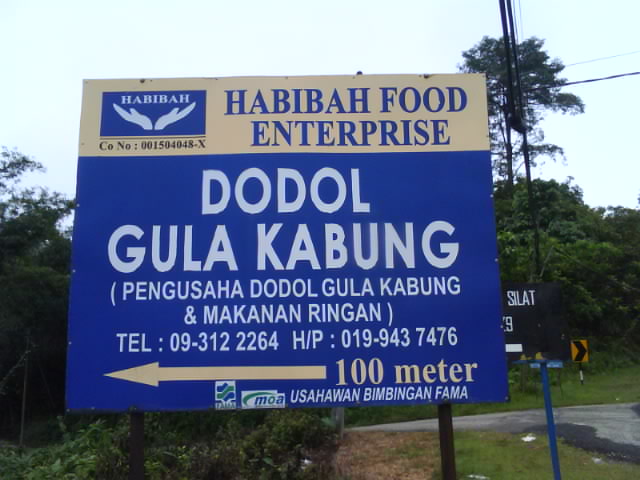 HABIBAH
Co No : 001504048-X
HABIBAH FOOD
ENTERPRISE
DODOL
GULA KABUNG
( PENGUSAHA DODOL GULA KABUNG
& MAKANAN RINGAN )
TEL : 09-312 2264 H/P : 019-943 7476
100 meter
FAMA
moa
USAHAWAN BIMBINGAN FAMA
SILAT